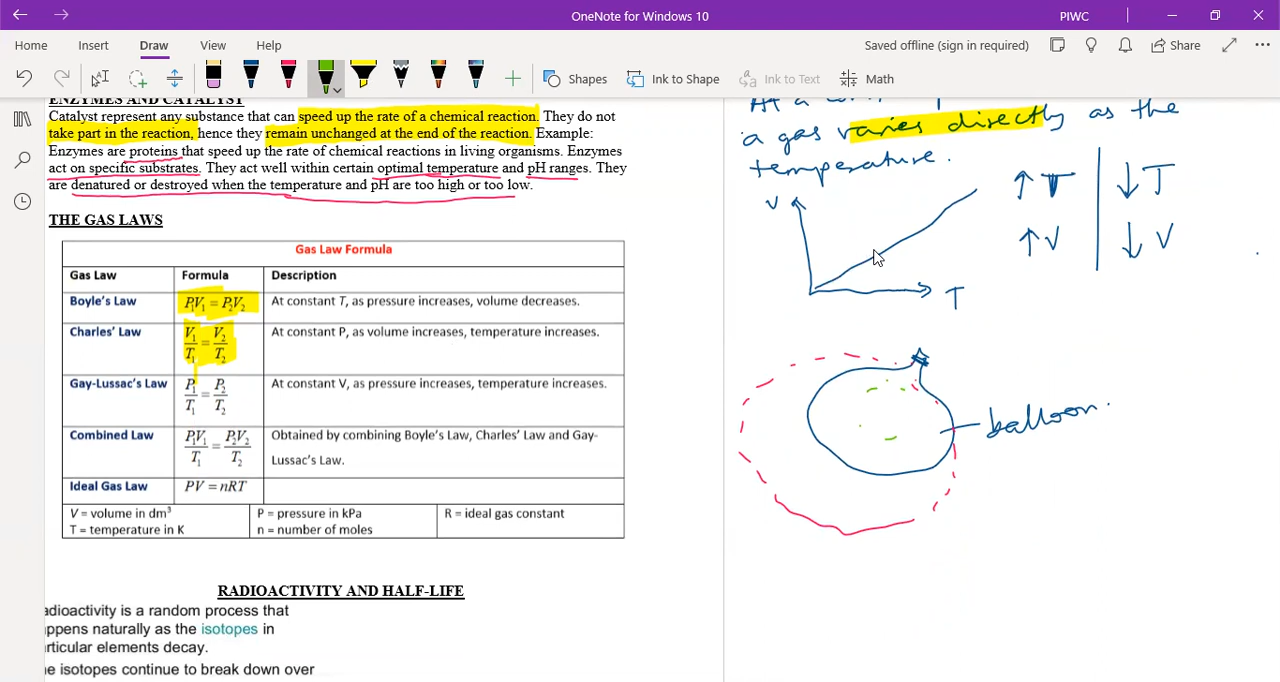 OneNote for Windows 10
PIWC
Home Insert Draw View Help
Saved offline (sign in required)
Share
Shapes
Ink to Shape
Ink to Text
Math
ENZYMES AND CATALYST
Catalyst represent any substance that can speed up the rate of a chemical reaction. They do not
take part in the reaction, hence they remain unchanged at the end of the reaction. Example:
Enzymes are proteins that speed up the rate of chemical reactions in living organisms. Enzymes
act on specific substrates. They act well within certain optimal temperature and pH ranges. They
are denatured or destroyed when the temperature and pH are too high or too low.
THE GAS LAWS
Gas Law Formula
Gas Law Formula Description
Boyle's Law P₁V₁ = P₂V₂ At constant T, as pressure increases, volume decreases.
Charles' Law V₁/T₁ = V₂/T₂ At constant P, as volume increases, temperature increases.
Gay-Lussac's Law P₁/T₁ = P₂/T₂ At constant V, as pressure increases, temperature increases.
Combined Law P₁V₁/T₁ = P₂V₂/T₂ Obtained by combining Boyle's Law, Charles' Law and Gay-
Lussac's Law.
Ideal Gas Law PV = nRT
V = volume in dm³ P = pressure in kPa R = ideal gas constant
T = temperature in K n = number of moles
RADIOACTIVITY AND HALF-LIFE
adioactivity is a random process that
appens naturally as the isotopes in
articular elements decay.
he isotopes continue to break down over
At a
a gas varies directly as the
temperature.
V
T
↑ T ↓ T
↑ V ↓ V
balloon